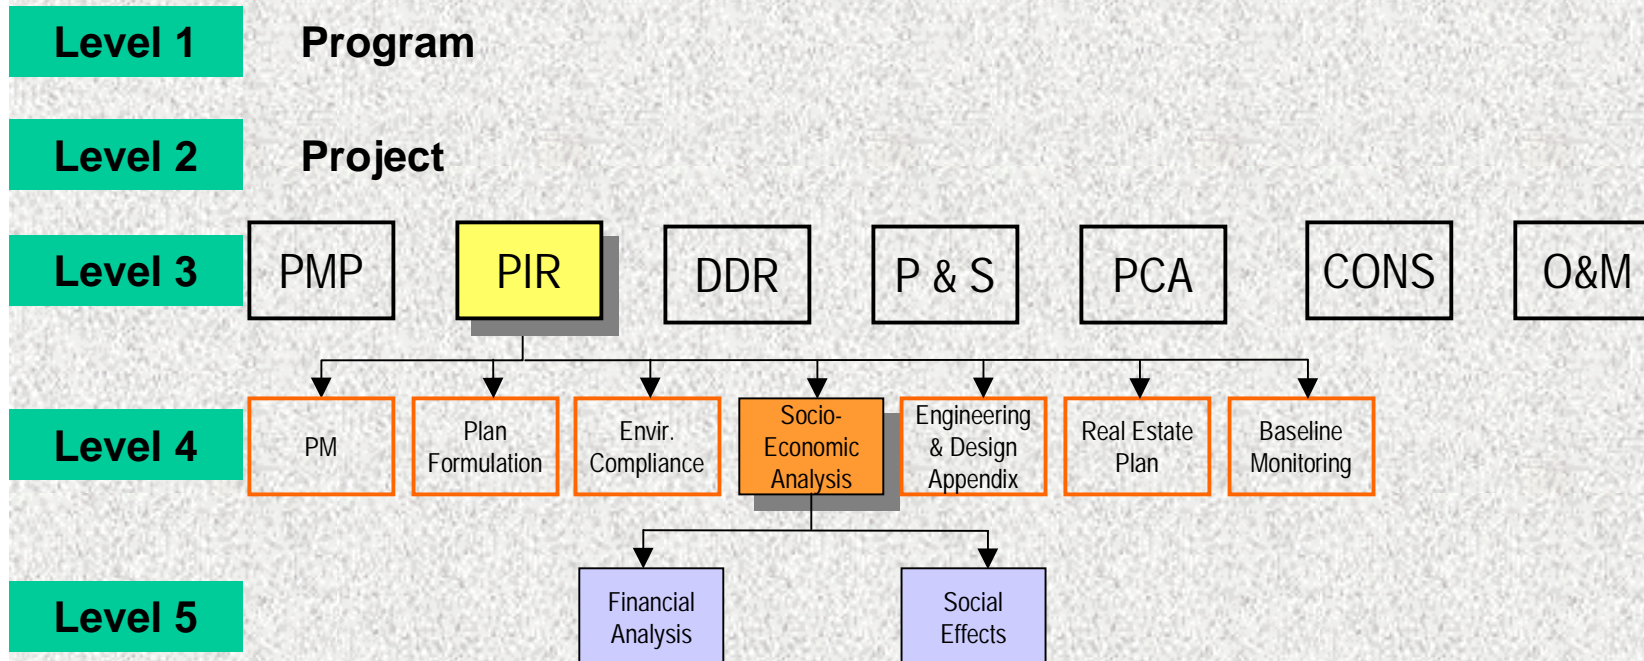 Level 1 Program
Level 2 Project
Level 3 PMP PIR DDR P & S PCA CONS O&M
Level 4
PM
Plan
Formulation
Envir.
Compliance
Socio-
Economic
Analysis
Engineering
& Design
Appendix
Real Estate
Plan
Baseline
Monitoring
Level 5
Financial
Analysis
Social
Effects